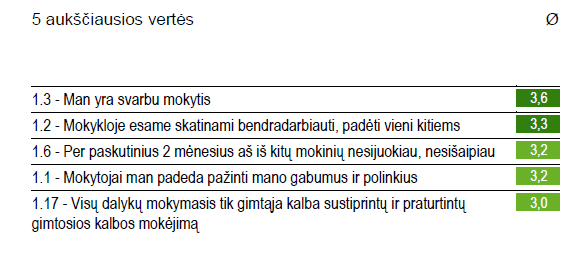 5 aukščiausios vertės Ø
1.3 - Man yra svarbu mokytis 3,6
1.2 - Mokykloje esame skatinami bendradarbiauti, padėti vieni kitiems 3,3
1.6 - Per paskutinius 2 mėnesius aš iš kitų mokinių nesijuokiau, nesišaipiau 3,2
1.1 - Mokytojai man padeda pažinti mano gabumus ir polinkius 3,2
1.17 - Visų dalykų mokymasis tik gimtąja kalba sustiprintų ir praturtintų 3,0
gimtosios kalbos mokėjimą